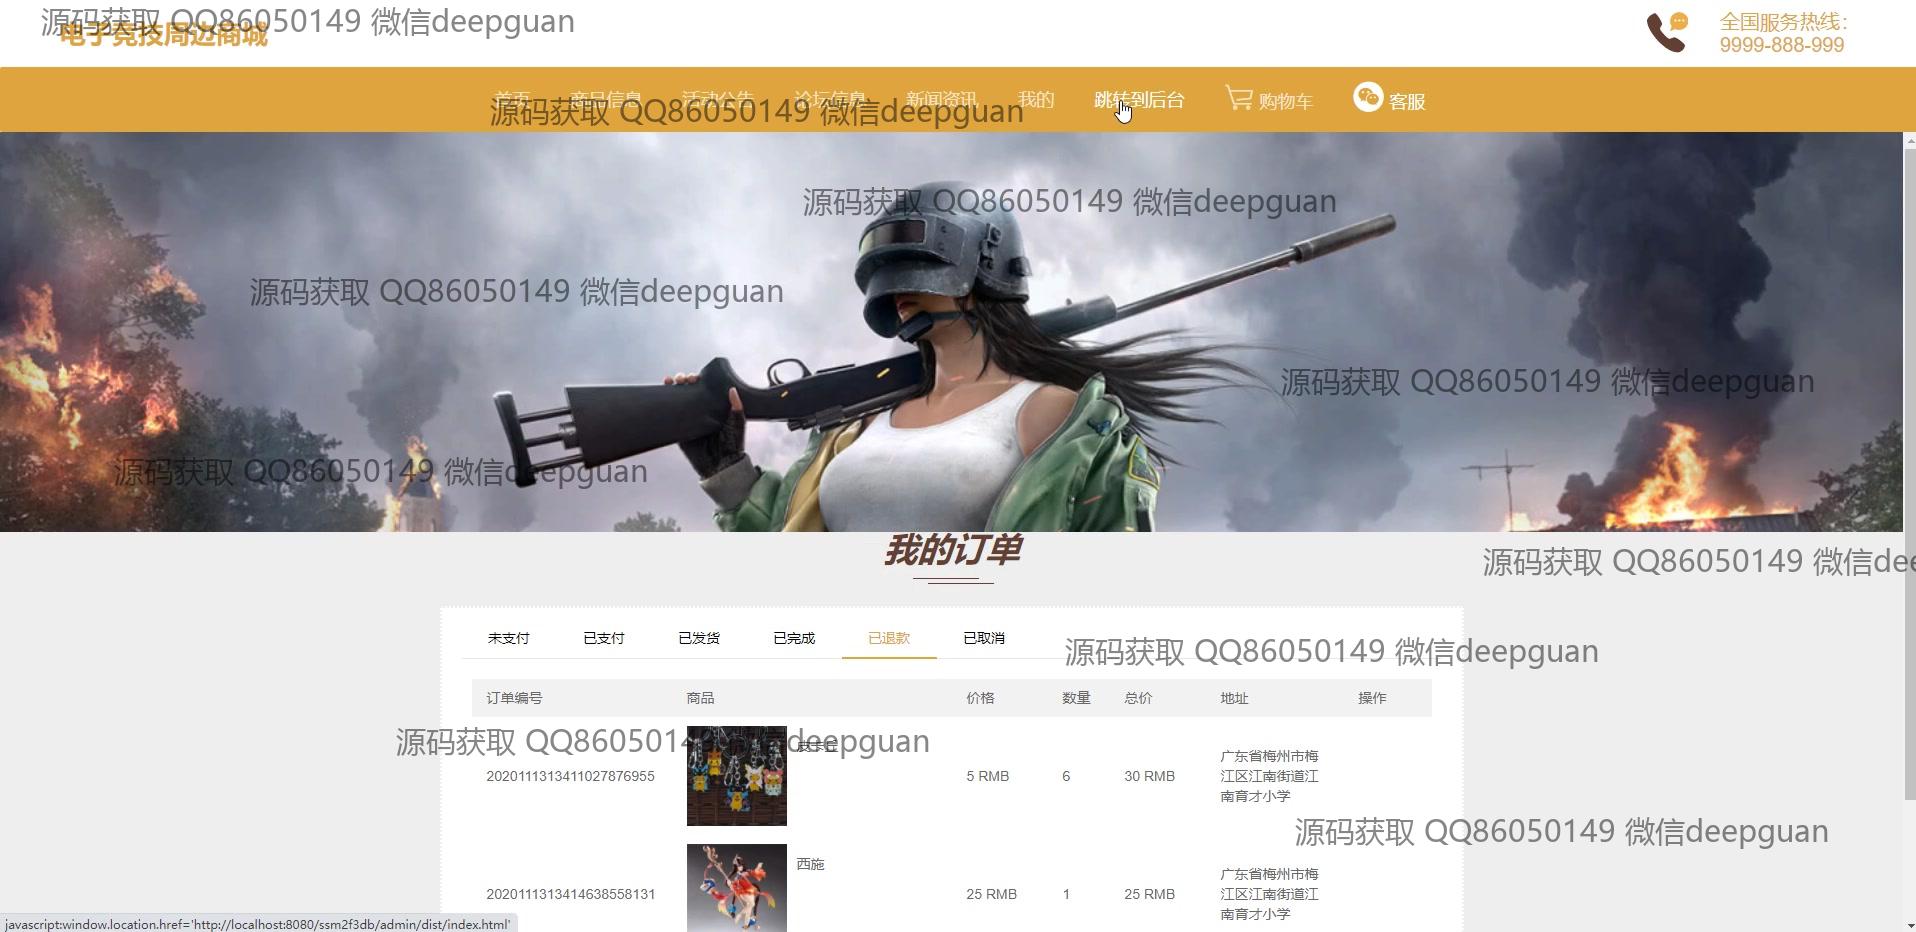 源码获取 QQ86050149 微信deepguan
电子竞技周边商城
全国服务热线：
9999-888-999
首页 商品信息 活动公告 论坛信息 新闻资讯 我的 跳转到后台 购物车 客服
源码获取 QQ86050149 微信deepguan
源码获取 QQ86050149 微信deepguan
源码获取 QQ86050149 微信deepguan
源码获取 QQ86050149 微信deepguan
源码获取 QQ86050149 微信deepguan
我的订单
源码获取 QQ86050149 微信dee
未支付 已支付 已发货 已完成 已退款 已取消
源码获取 QQ86050149 微信deepguan
订单编号 商品 价格 数量 总价 地址 操作
源码获取 QQ86050149 微信deepguan
2020111313411027876955 皮卡丘 5 RMB 6 30 RMB
广东省梅州市梅
江区江南街道江
南育才小学
源码获取 QQ86050149 微信deepguan
2020111313414638558131 西施 25 RMB 1 25 RMB
广东省梅州市梅
江区江南街道江
南育才小学
javascript:window.location.href='http://localhost:8080/ssm2f3db/admin/dist/index.html'